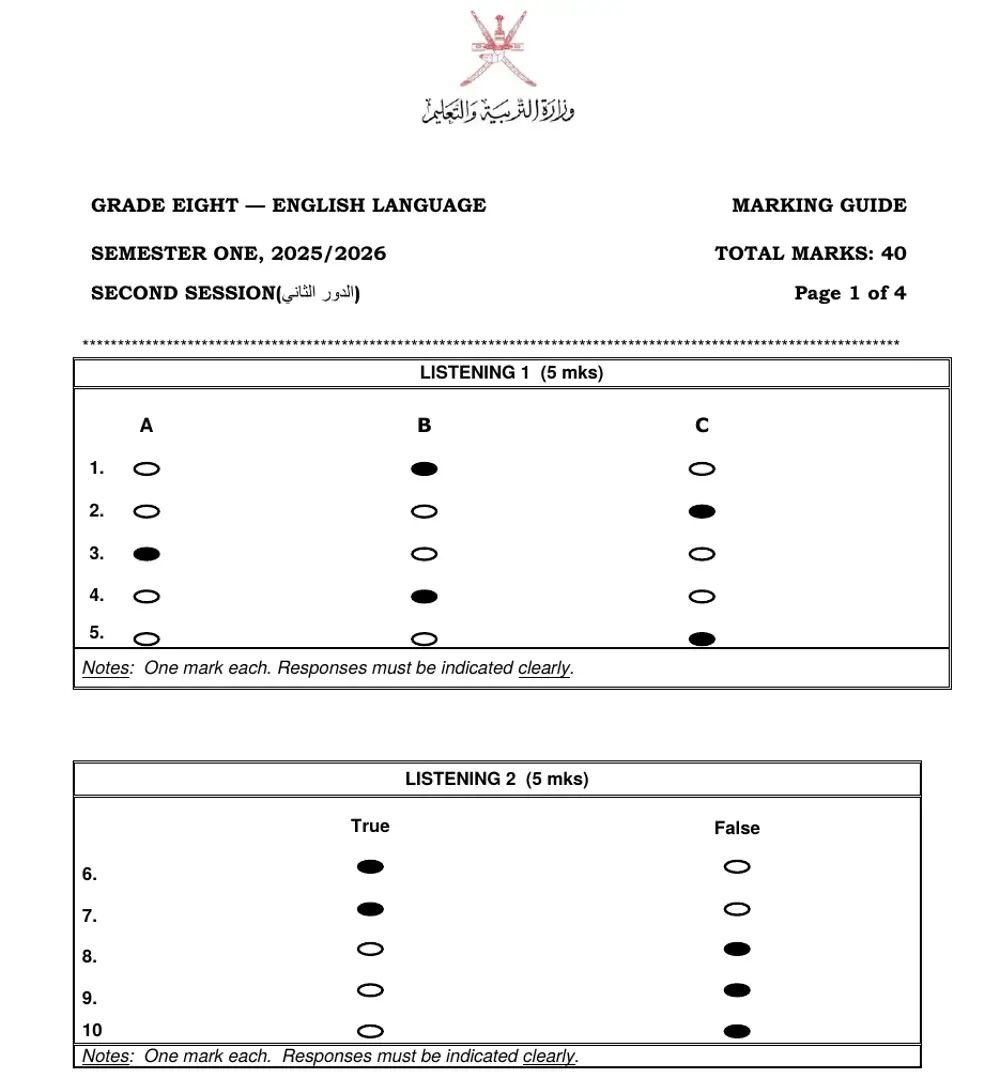 وزارة التربية والتعليم
GRADE EIGHT — ENGLISH LANGUAGE MARKING GUIDE
SEMESTER ONE, 2025/2026 TOTAL MARKS: 40
SECOND SESSION(الدور الثاني) Page 1 of 4
********************************************************************************************************************
LISTENING 1 (5 mks)
A B C
1.
2.
3.
4.
5.
Notes: One mark each. Responses must be indicated clearly.
LISTENING 2 (5 mks)
True False
6.
7.
8.
9.
10
Notes: One mark each. Responses must be indicated clearly.